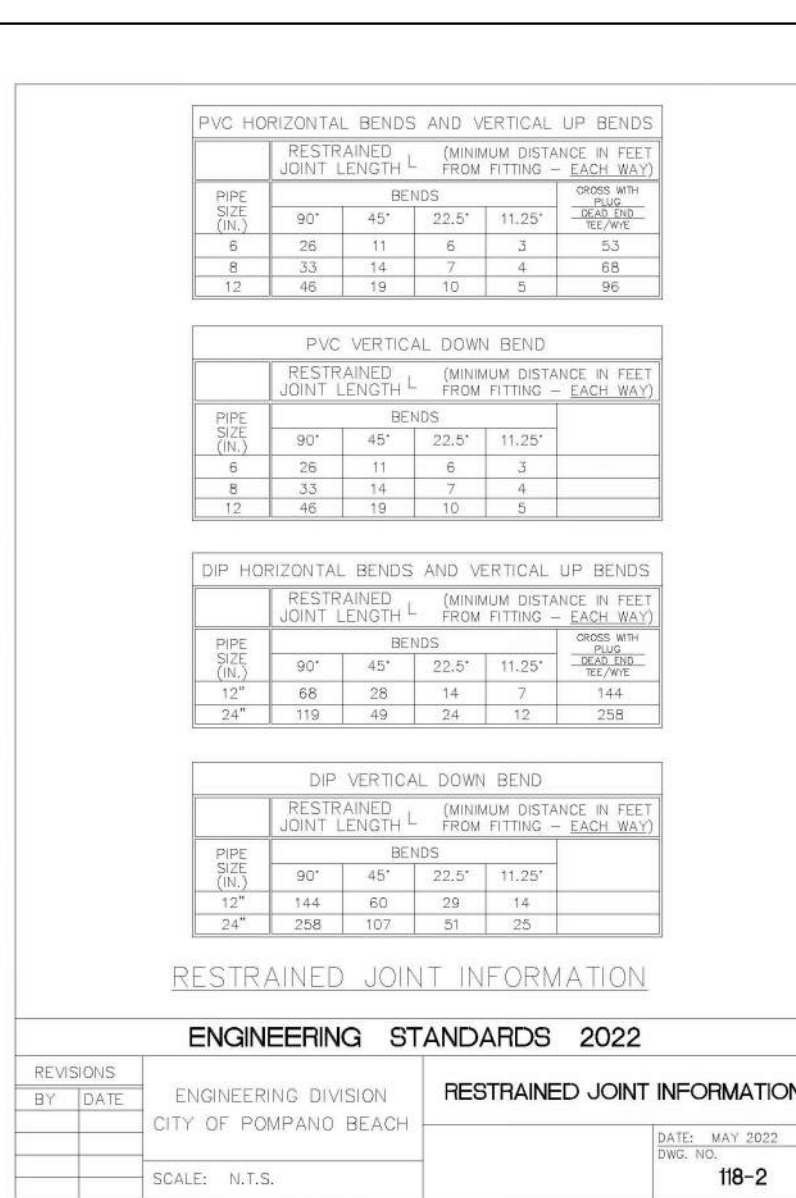 PVC HORIZONTAL BENDS AND VERTICAL UP BENDS
RESTRAINED JOINT LENGTH L (MINIMUM DISTANCE IN FEET FROM FITTING – EACH WAY)
PIPE SIZE (IN.) BENDS CROSS WITH PLUG
90° 45° 22.5° 11.25° DEAD END TEE/WYE
6 26 11 6 3 53
8 33 14 7 4 68
12 46 19 10 5 96
PVC VERTICAL DOWN BEND
RESTRAINED JOINT LENGTH L (MINIMUM DISTANCE IN FEET FROM FITTING – EACH WAY)
PIPE SIZE (IN.) BENDS
90° 45° 22.5° 11.25°
6 26 11 6 3
8 33 14 7 4
12 46 19 10 5
DIP HORIZONTAL BENDS AND VERTICAL UP BENDS
RESTRAINED JOINT LENGTH L (MINIMUM DISTANCE IN FEET FROM FITTING – EACH WAY)
PIPE SIZE (IN.) BENDS CROSS WITH PLUG
90° 45° 22.5° 11.25° DEAD END TEE/WYE
12" 68 28 14 7 144
24" 119 49 24 12 258
DIP VERTICAL DOWN BEND
RESTRAINED JOINT LENGTH L (MINIMUM DISTANCE IN FEET FROM FITTING – EACH WAY)
PIPE SIZE (IN.) BENDS
90° 45° 22.5° 11.25°
12" 144 60 29 14
24" 258 107 51 25
RESTRAINED JOINT INFORMATION
ENGINEERING STANDARDS 2022
REVISIONS
BY DATE
ENGINEERING DIVISION
CITY OF POMPANO BEACH
SCALE: N.T.S.
RESTRAINED JOINT INFORMATION
DATE: MAY 2022
DWG. NO.
118-2